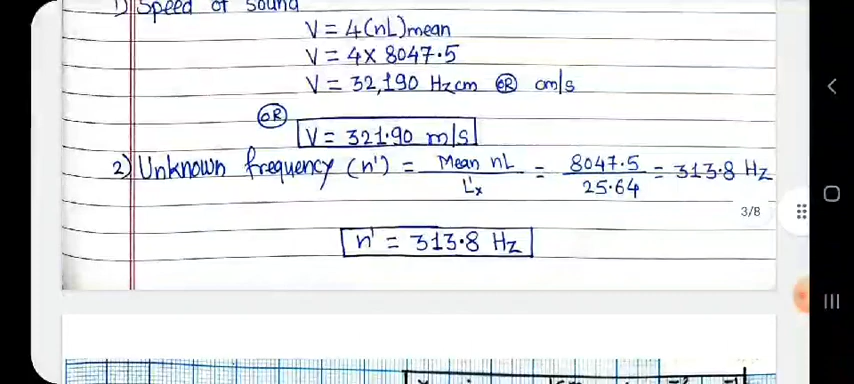 1) Speed of Sound
V = 4(nL)mean
V = 4 x 8047.5
V = 32,190 Hzcm OR cm/s
OR
V = 321.90 m/s
2) Unknown frequency (n') = Mean nL / L'x = 8047.5 / 25.64 = 313.8 Hz
3/8
n' = 313.8 Hz